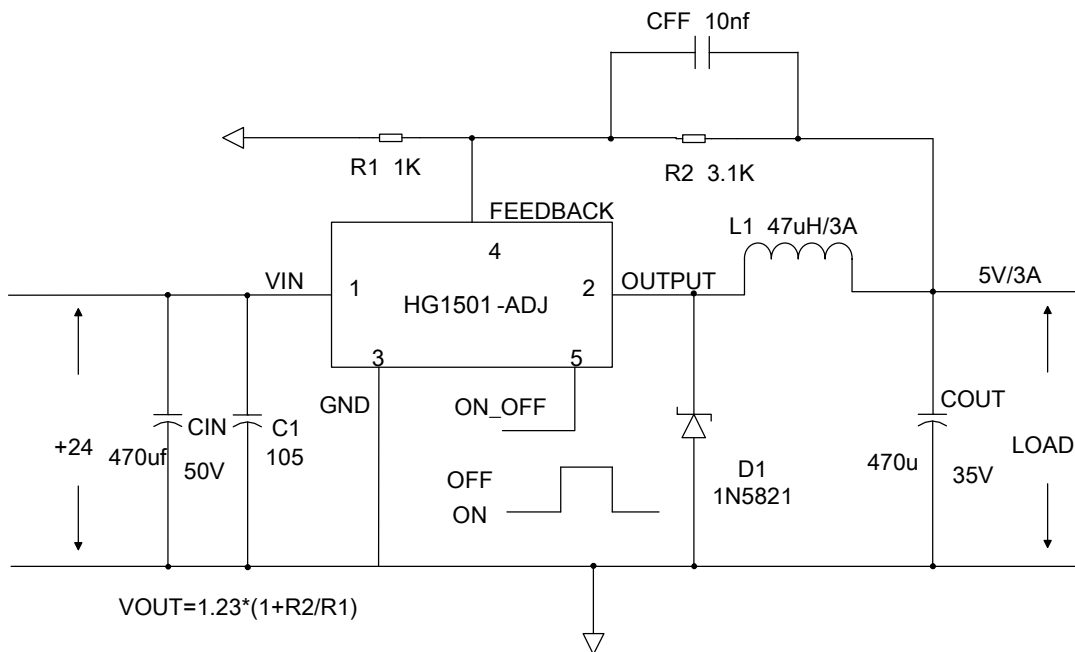 CFF 10nf
R1 1K
R2 3.1K
FEEDBACK
L1 47uH/3A
4
VIN
1
2
OUTPUT
5V/3A
HG1501-ADJ
3
5
GND
ON_OFF
COUT
CIN
C1
+24
470uf
50V
105
LOAD
D1
470u
35V
OFF
1N5821
ON
VOUT=1.23*(1+R2/R1)